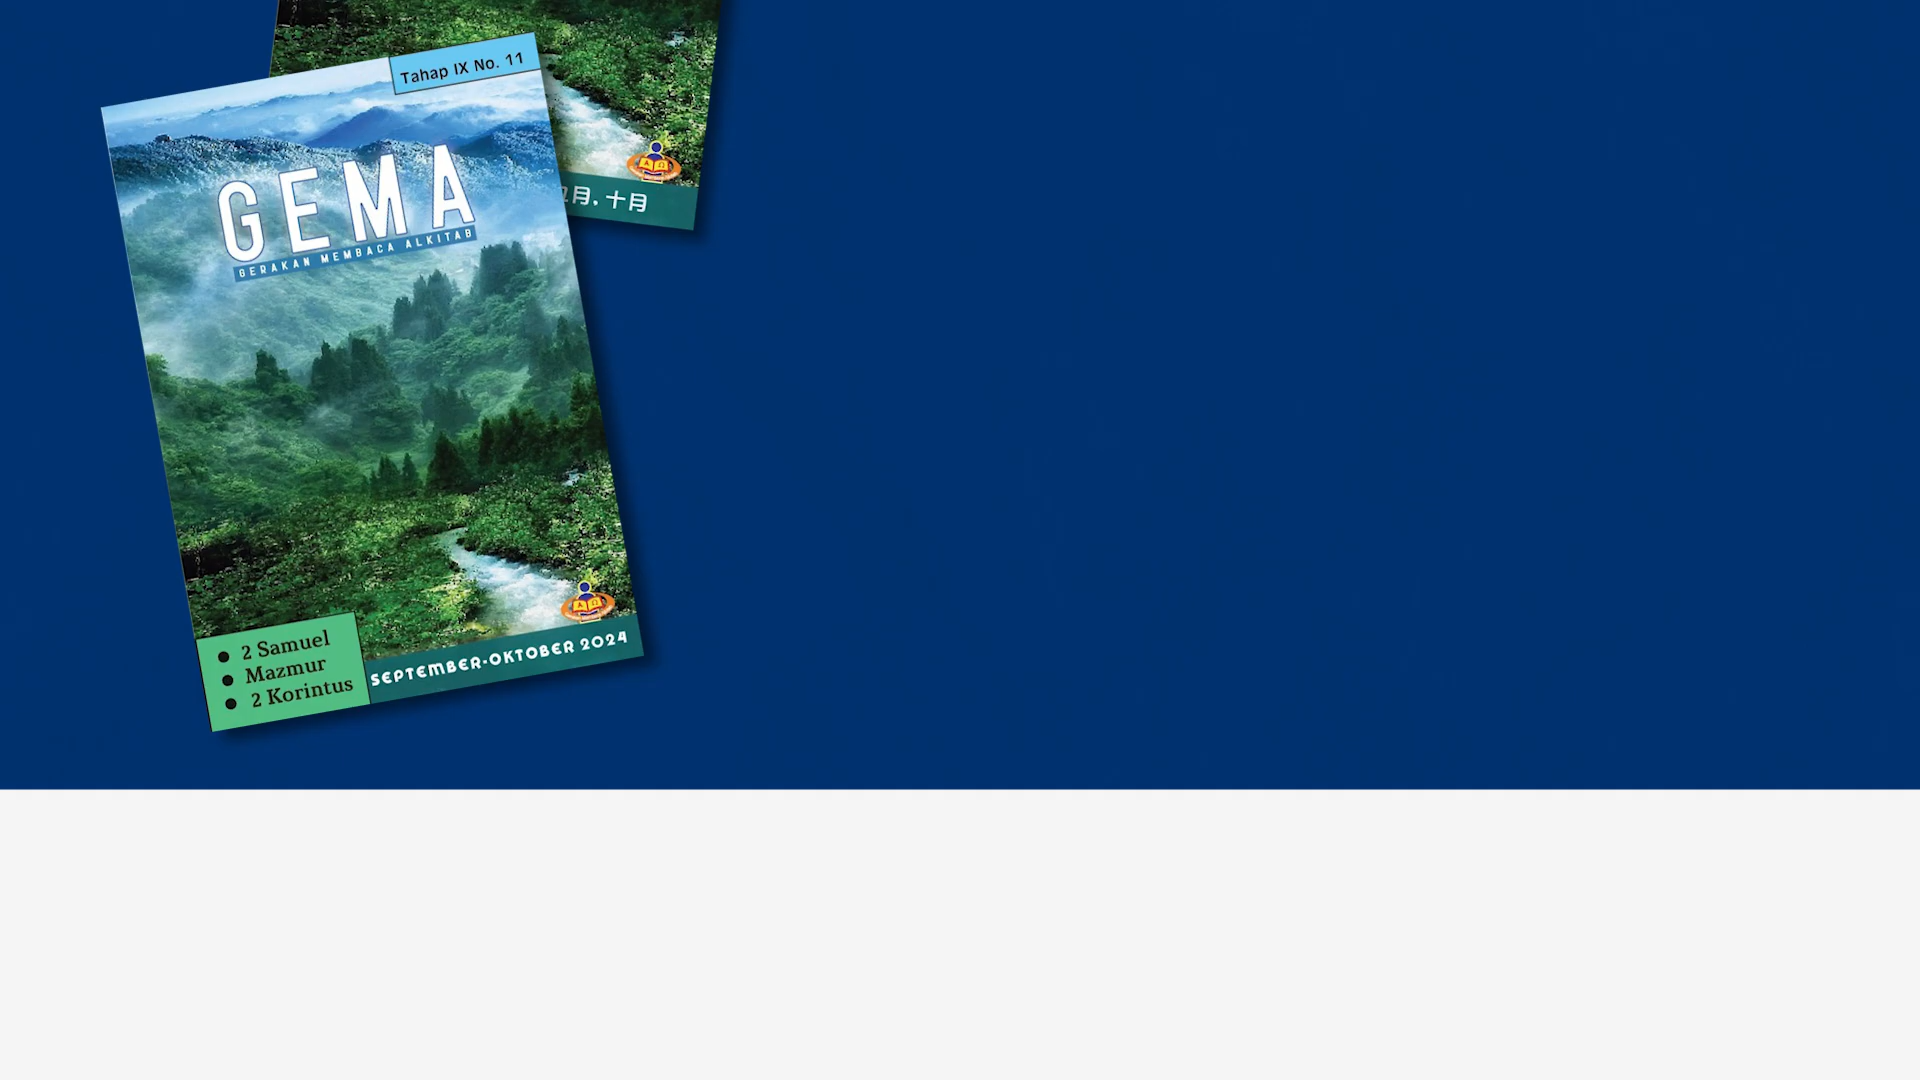 Tahap IX No. 11
GEMA
GERAKAN MEMBACA ALKITAB
月, 十月
2 Samuel
Mazmur
2 Korintus
SEPTEMBER-OKTOBER 2024